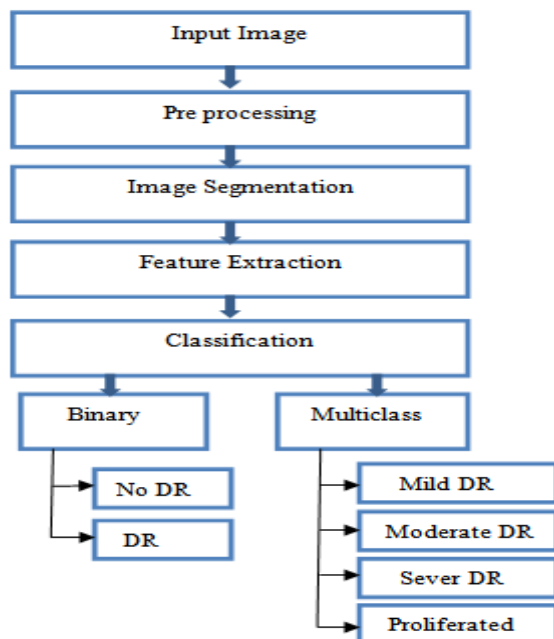 Input Image
Pre processing
Image Segmentation
Feature Extraction
Classification
Binary
No DR
DR
Multiclass
Mild DR
Moderate DR
Sever DR
Proliferated